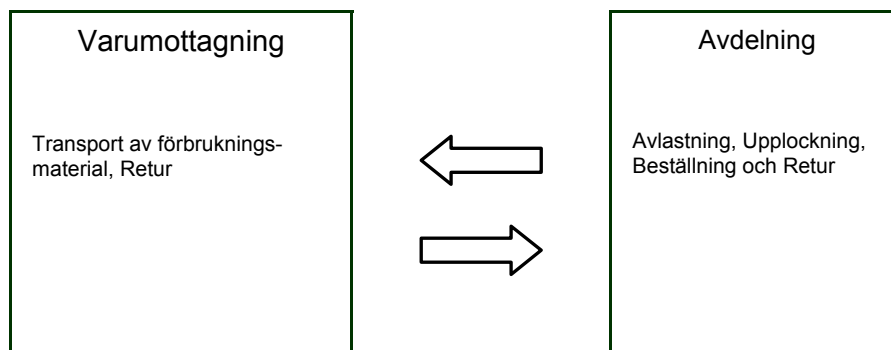 Varumottagning
Transport av förbruknings-
material, Retur
Avdelning
Avlastning, Upplockning,
Beställning och Retur